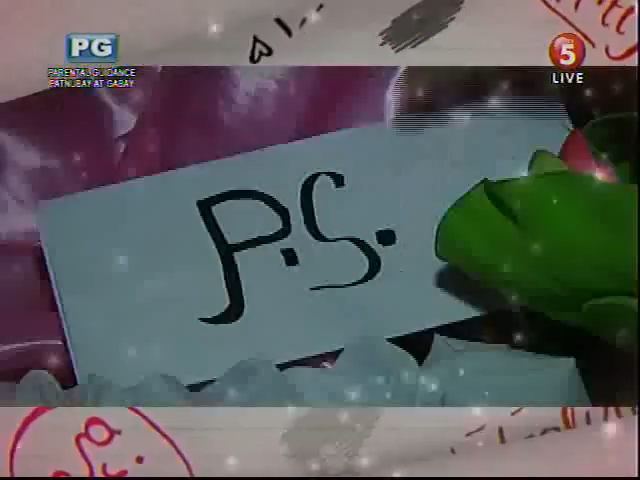 PG
PARENTAL GUIDANCE
PATNUBAY AT GABAY
5
LIVE
P.S.